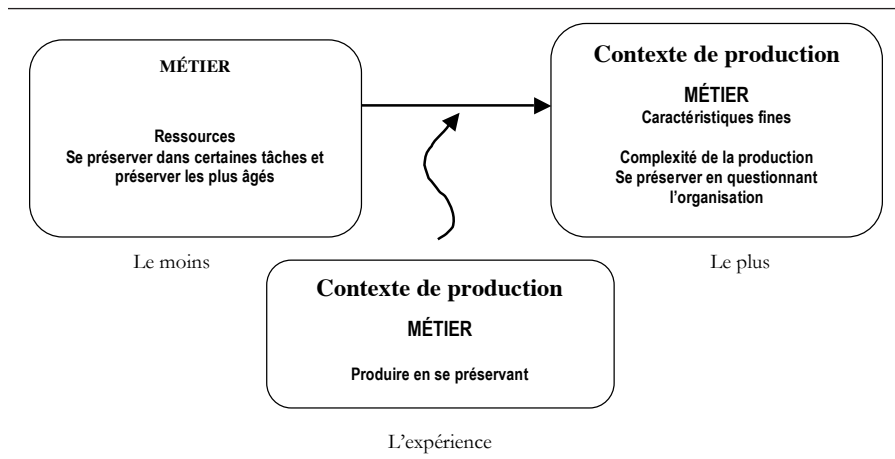 MÉTIER
Ressources
Se préserver dans certaines tâches et
préserver les plus âgés
Le moins
Contexte de production
MÉTIER
Caractéristiques fines
Complexité de la production
Se préserver en questionnant
l’organisation
Le plus
Contexte de production
MÉTIER
Produire en se préservant
L’expérience